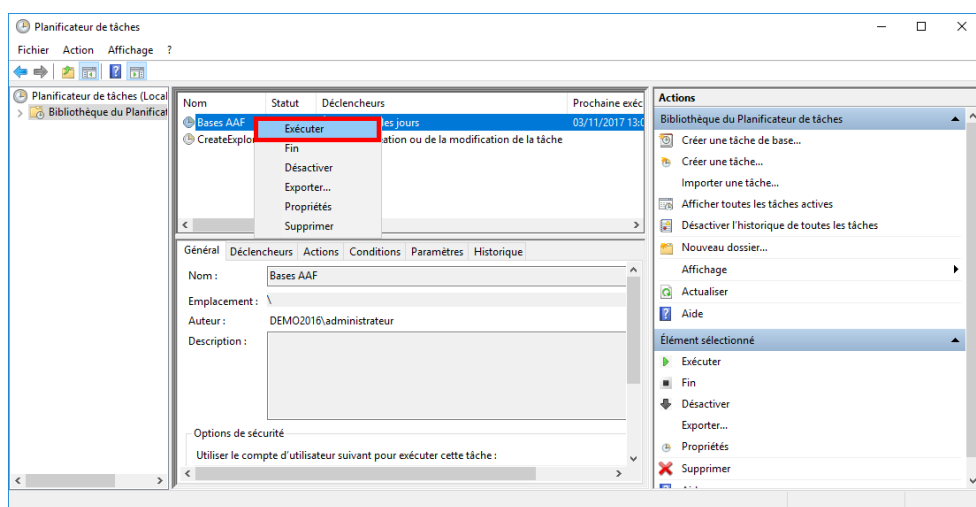 Planificateur de tâches
Fichier Action Affichage ?
Planificateur de tâches (Local
Bibliothèque du Planificat
Nom Statut Déclencheurs Prochaine exéc
Bases AAF les jours 03/11/2017 13:0
CreateExplor ation ou de la modification de la tâche
Exécuter
Fin
Désactiver
Exporter...
Propriétés
Supprimer
Général Déclencheurs Actions Conditions Paramètres Historique
Nom : Bases AAF
Emplacement : \
Auteur : DEMO2016\administrateur
Description :
Options de sécurité
Utiliser le compte d'utilisateur suivant pour exécuter cette tâche :
Actions
Bibliothèque du Planificateur de tâches
Créer une tâche de base...
Créer une tâche...
Importer une tâche...
Afficher toutes les tâches actives
Désactiver l'historique de toutes les tâches
Nouveau dossier...
Affichage
Actualiser
Aide
Élément sélectionné
Exécuter
Fin
Désactiver
Exporter...
Propriétés
Supprimer